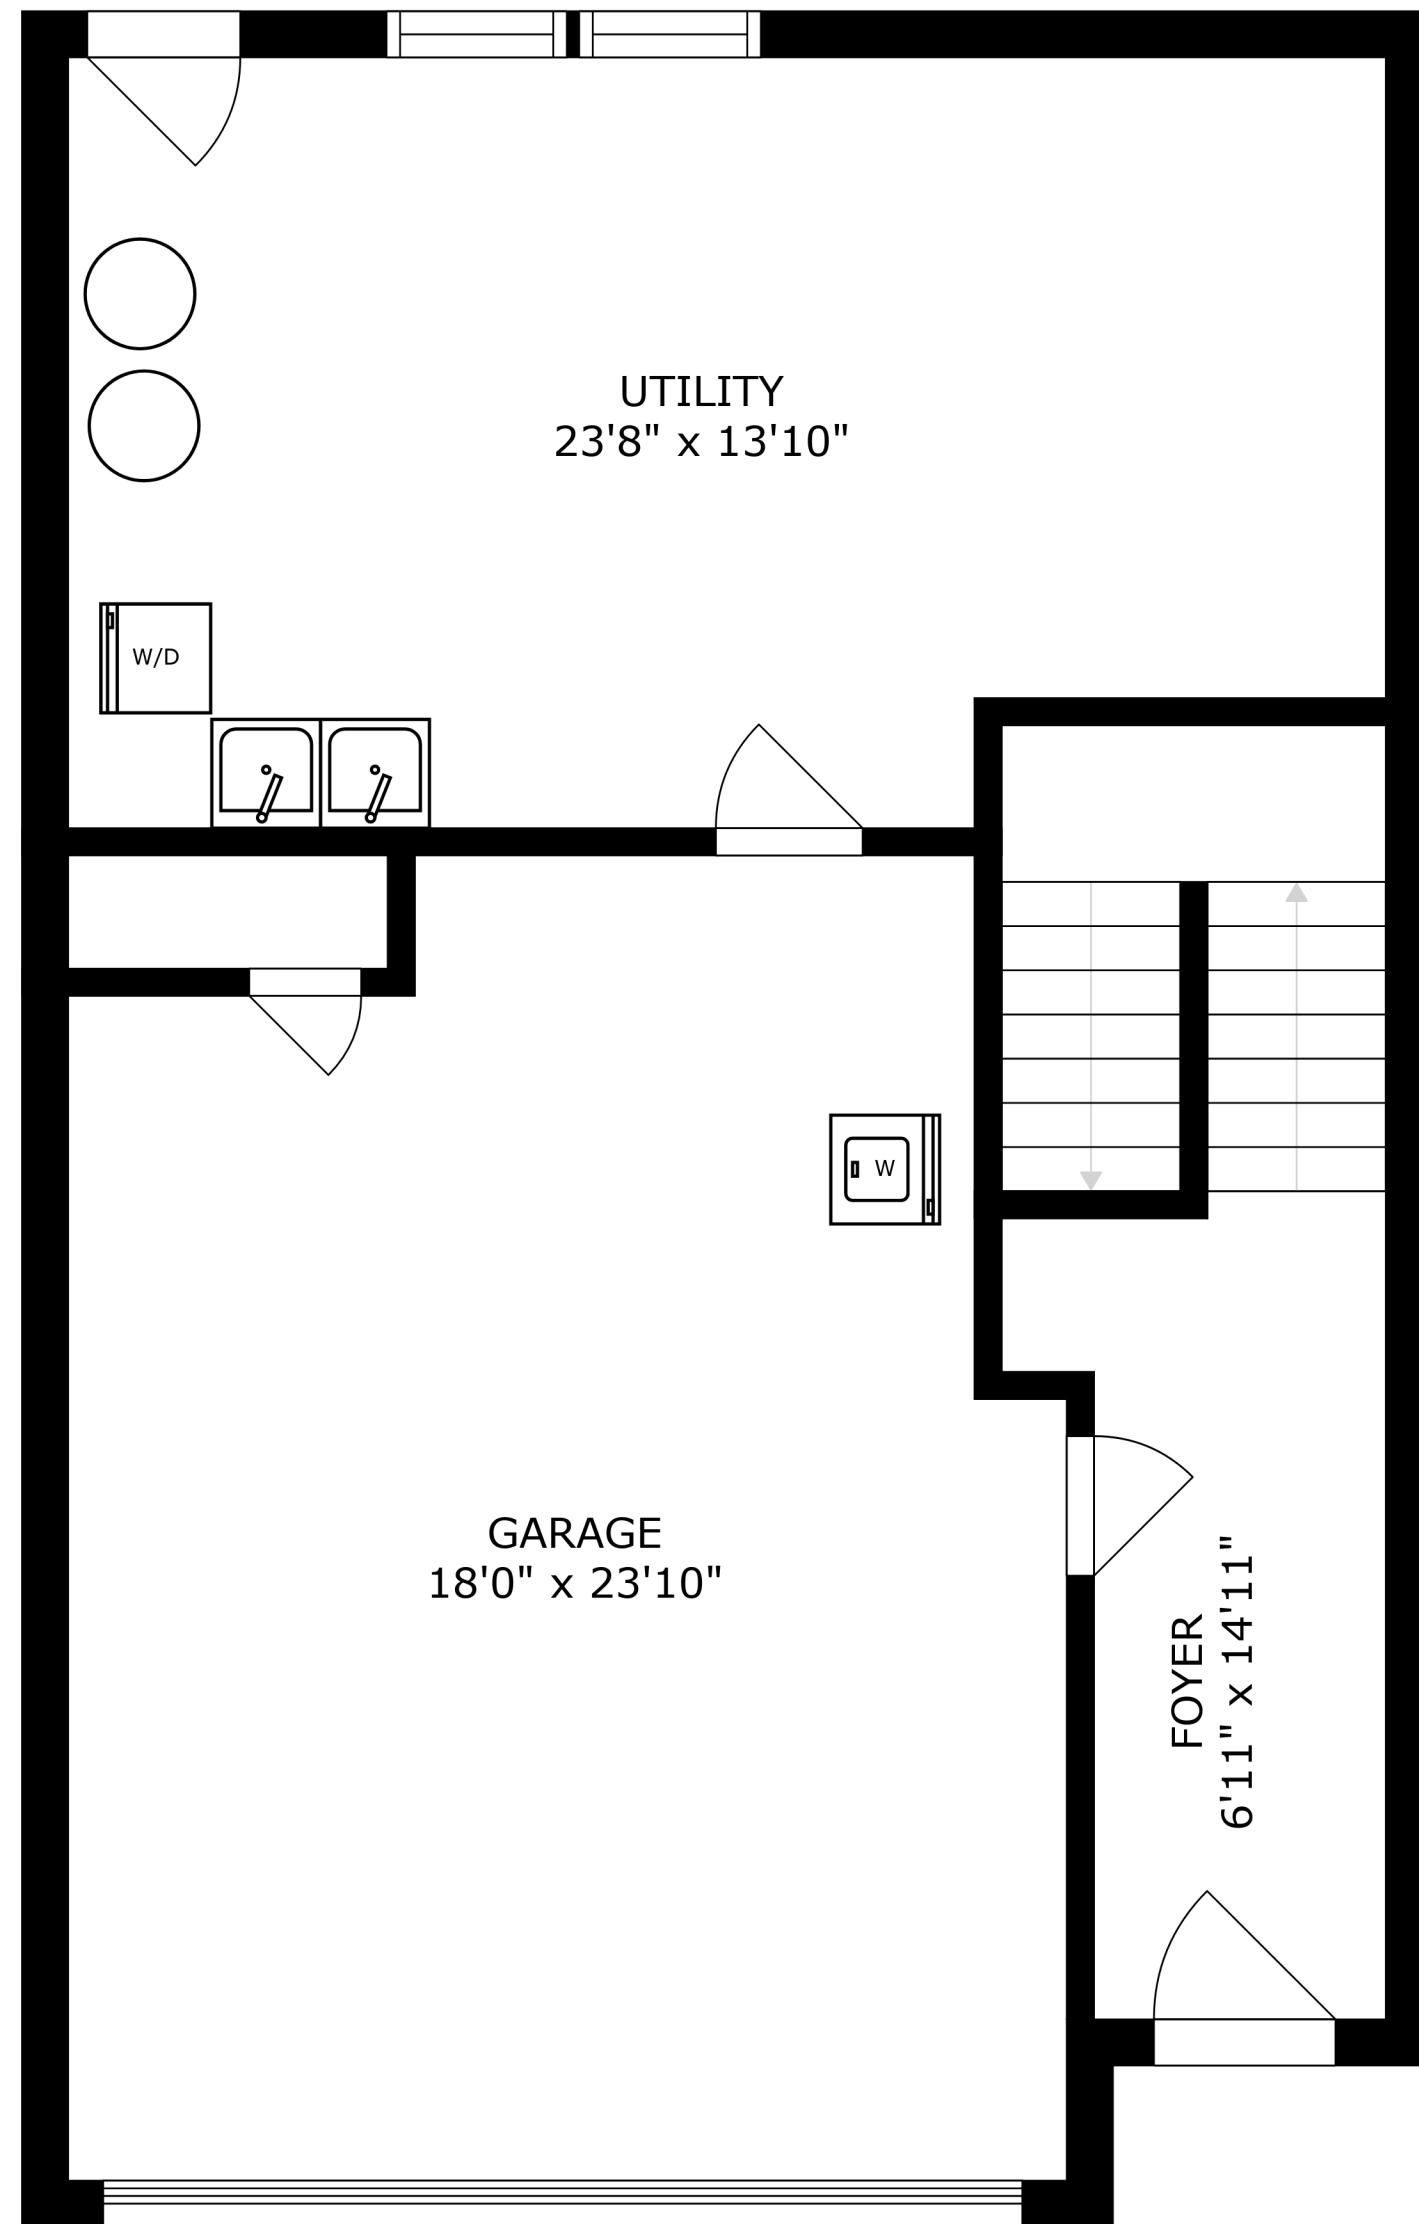 UTILITY
23'8" x 13'10"
W/D
W
GARAGE
18'0" x 23'10"
FOYER
6'11" x 14'11"